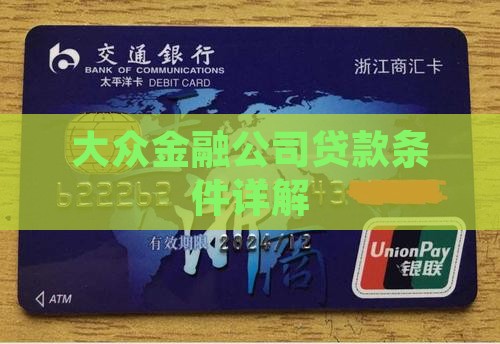 交通銀行
BANK OF COMMUNICATIONS
太平洋卡 DEBIT CARD
浙江商汇卡
大众金融公司贷款条
件详解
622262
43
有效期限 2024/12
UnionPay
银联
ATM